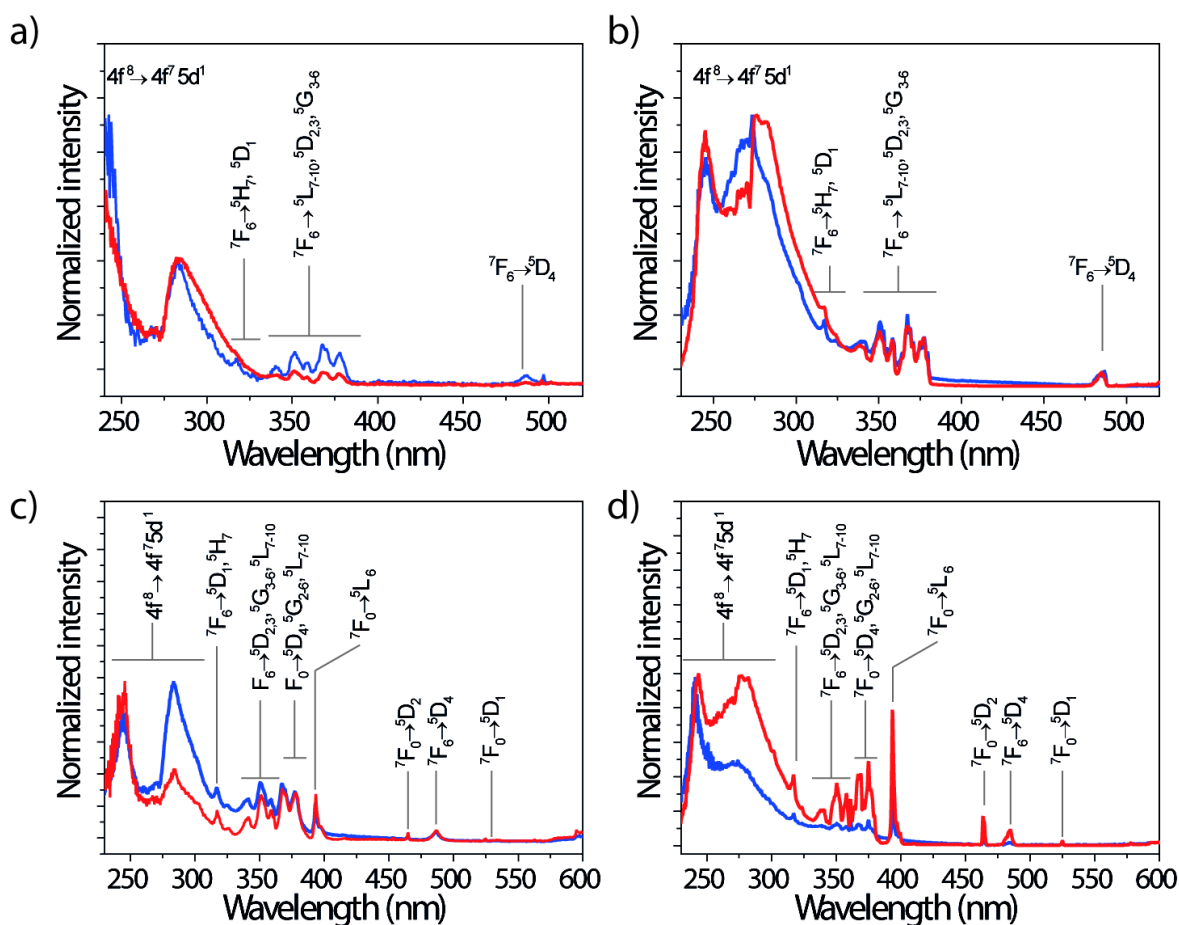 a)
4f⁸→4f⁷5d¹
⁷F₆→⁵H₇, ⁵D₁
⁷F₆→ ⁵L₇₋₁₀, ⁵D₂,₃, ⁵G₃₋₆
⁷F₆→⁵D₄
Normalized intensity
250 300 350 400 450 500
Wavelength (nm)
b)
4f⁸→4f⁷5d¹
⁷F₆→⁵H₇, ⁵D₁
⁷F₆→ ⁵L₇₋₁₀, ⁵D₂,₃, ⁵G₃₋₆
⁷F₆→⁵D₄
Normalized intensity
250 300 350 400 450 500
Wavelength (nm)
c)
4f⁸→4f⁷5d¹
⁷F₆→⁵D₁, ⁵H₇
F₆→⁵D₂,₃, ⁵G₃₋₆, ⁵L₇₋₁₀
F₀→⁵D₄, ⁵G₂₋₆, ⁵L₇₋₁₀
⁷F₀→⁵L₆
⁷F₀→⁵D₂
⁷F₆→⁵D₄
⁷F₀→⁵D₁
Normalized intensity
250 300 350 400 450 500 550 600
Wavelength (nm)
d)
4f⁸→4f⁷5d¹
⁷F₆→⁵D₁, ⁵H₇
⁷F₆→⁵D₂,₃, ⁵G₃₋₆, ⁵L₇₋₁₀
⁷F₀→⁵D₄, ⁵G₂₋₆, ⁵L₇₋₁₀
⁷F₀→⁵L₆
⁷F₀→⁵D₂
⁷F₆→⁵D₄
⁷F₀→⁵D₁
Normalized intensity
250 300 350 400 450 500 550 600
Wavelength (nm)